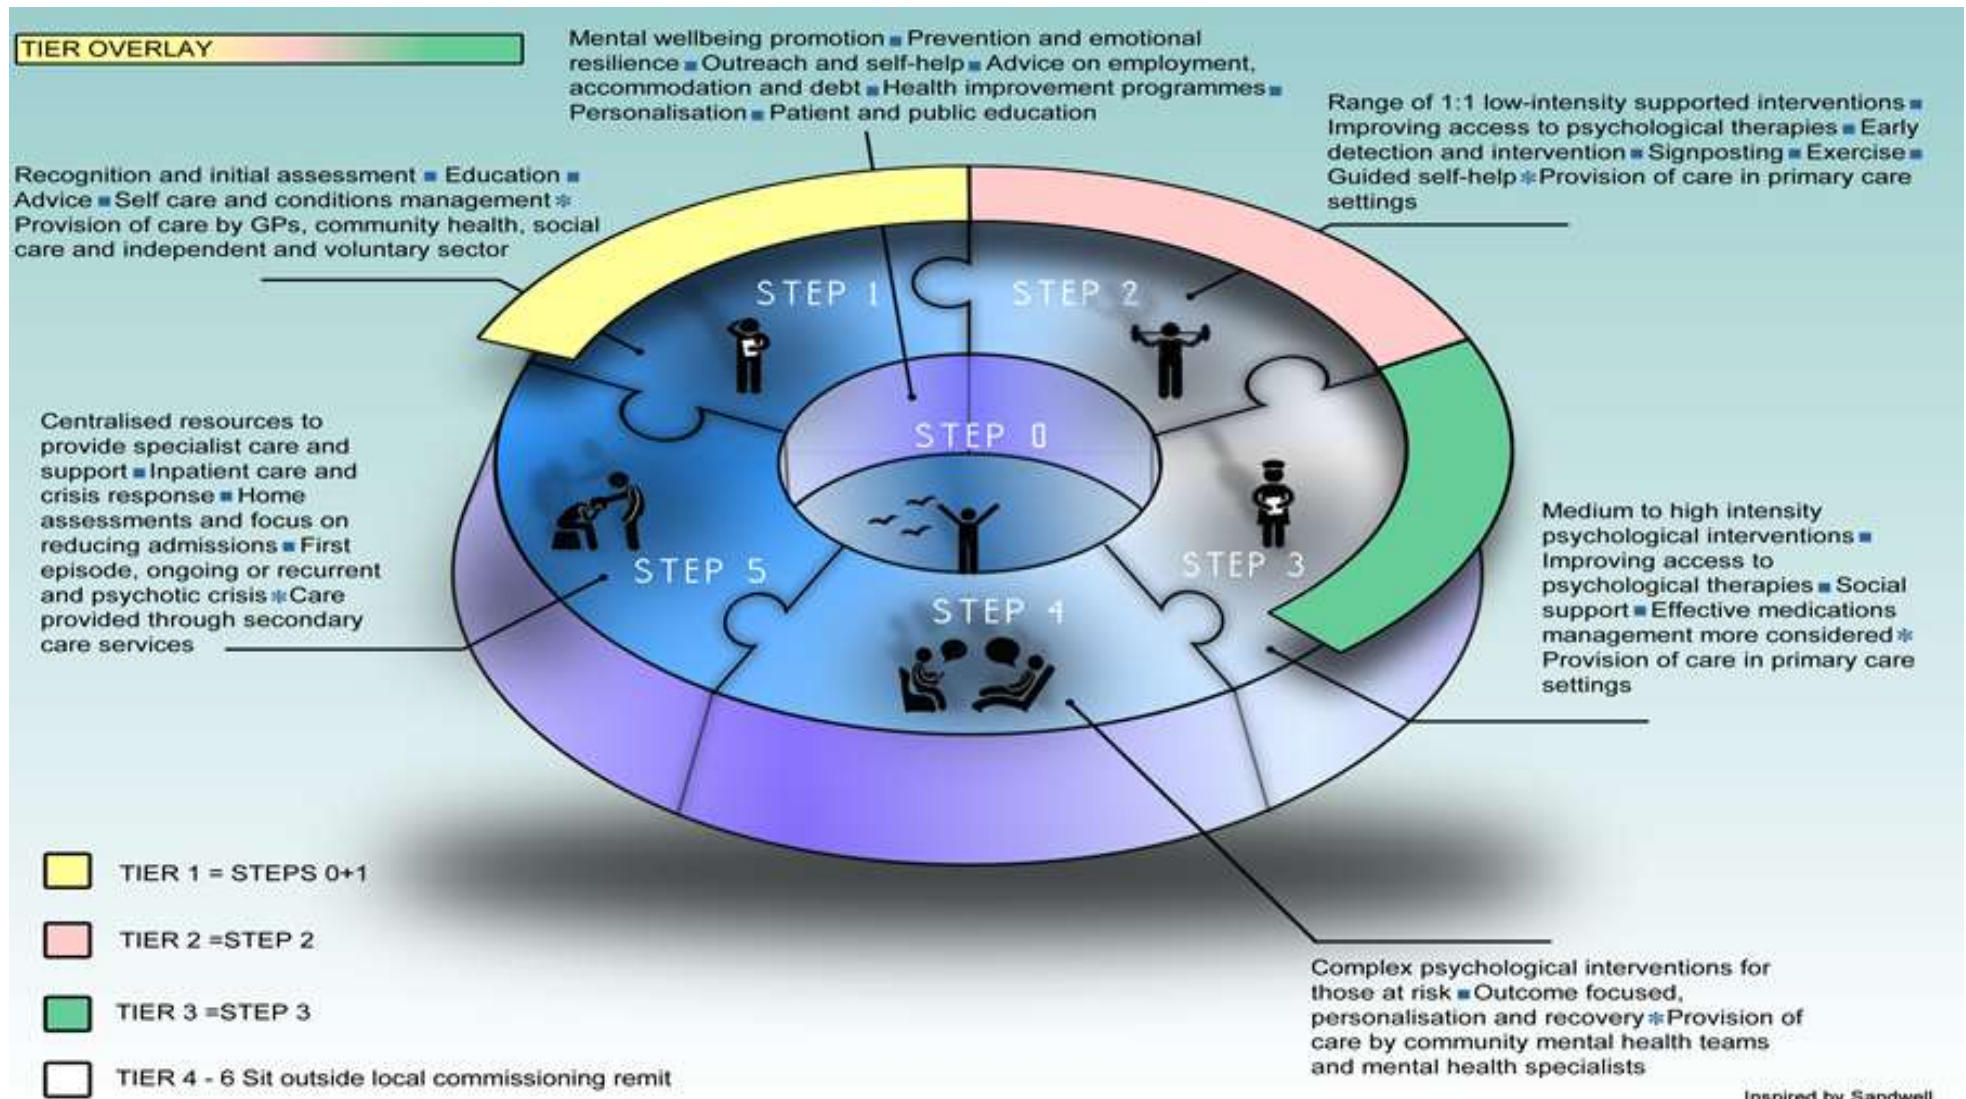 TIER OVERLAY
Mental wellbeing promotion ▪ Prevention and emotional
resilience ▪ Outreach and self-help ▪ Advice on employment,
accommodation and debt ▪ Health improvement programmes ▪
Personalisation ▪ Patient and public education
Range of 1:1 low-intensity supported interventions ▪
Improving access to psychological therapies ▪ Early
detection and intervention ▪ Signposting ▪ Exercise ▪
Guided self-help * Provision of care in primary care
settings
Recognition and initial assessment ▪ Education ▪
Advice ▪ Self care and conditions management *
Provision of care by GPs, community health, social
care and independent and voluntary sector
STEP 1
STEP 2
STEP 0
STEP 5
STEP 3
STEP 4
Centralised resources to
provide specialist care and
support ▪ Inpatient care and
crisis response ▪ Home
assessments and focus on
reducing admissions ▪ First
episode, ongoing or recurrent
and psychotic crisis * Care
provided through secondary
care services
Medium to high intensity
psychological interventions ▪
Improving access to
psychological therapies ▪ Social
support ▪ Effective medications
management more considered *
Provision of care in primary care
settings
TIER 1 = STEPS 0+1
TIER 2 =STEP 2
TIER 3 =STEP 3
TIER 4 - 6 Sit outside local commissioning remit
Complex psychological interventions for
those at risk ▪ Outcome focused,
personalisation and recovery * Provision of
care by community mental health teams
and mental health specialists
Inspired by Sandwell